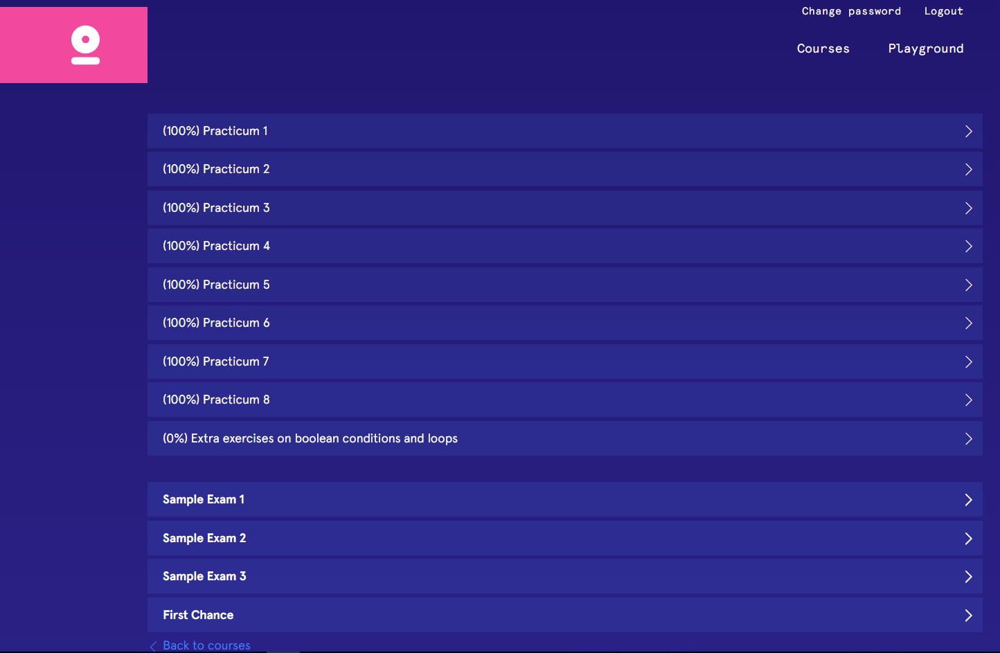 Change password Logout
Courses Playground
(100%) Practicum 1
(100%) Practicum 2
(100%) Practicum 3
(100%) Practicum 4
(100%) Practicum 5
(100%) Practicum 6
(100%) Practicum 7
(100%) Practicum 8
(0%) Extra exercises on boolean conditions and loops
Sample Exam 1
Sample Exam 2
Sample Exam 3
First Chance
Back to courses